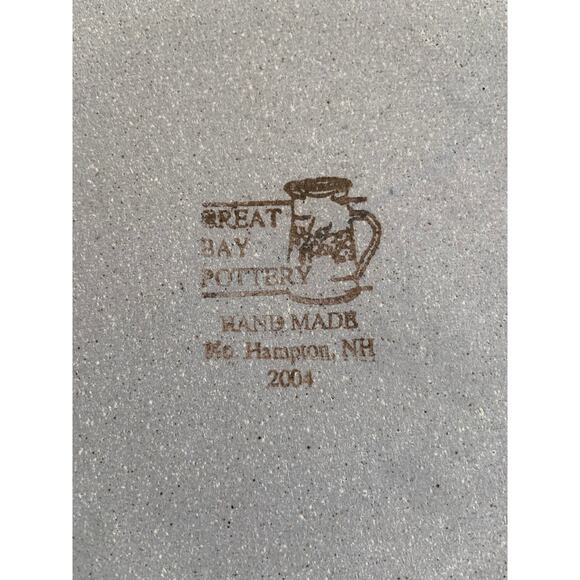 GREAT
BAY
POTTERY
HAND MADE
No. Hampton, NH
2004